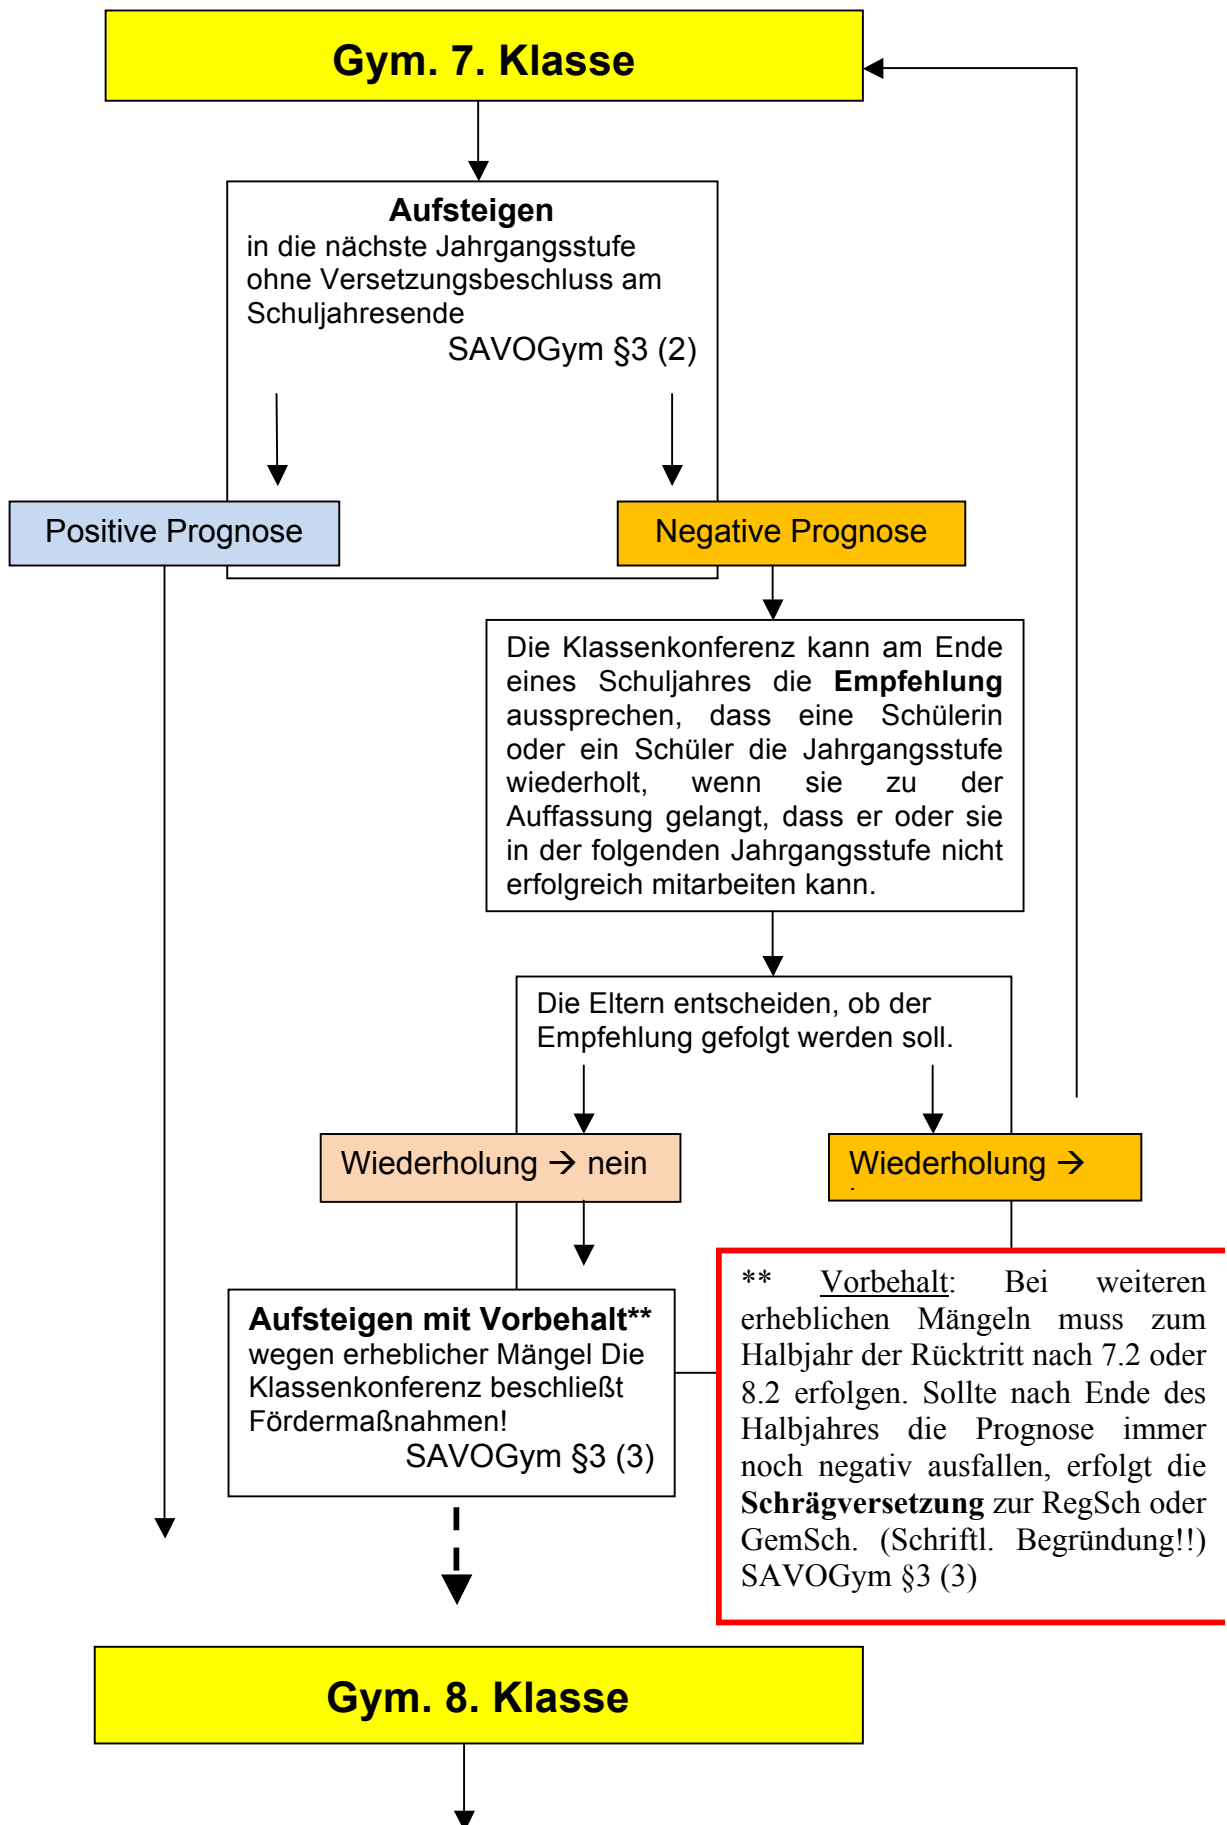 Gym. 7. Klasse
Aufsteigen
in die nächste Jahrgangsstufe
ohne Versetzungsbeschluss am
Schuljahresende
SAVOGym §3 (2)
Positive Prognose
Negative Prognose
Die Klassenkonferenz kann am Ende
eines Schuljahres die Empfehlung
aussprechen, dass eine Schülerin
oder ein Schüler die Jahrgangsstufe
wiederholt, wenn sie zu der
Auffassung gelangt, dass er oder sie
in der folgenden Jahrgangsstufe nicht
erfolgreich mitarbeiten kann.
Die Eltern entscheiden, ob der
Empfehlung gefolgt werden soll.
Wiederholung → nein
Wiederholung →
Aufsteigen mit Vorbehalt**
wegen erheblicher Mängel Die
Klassenkonferenz beschließt
Fördermaßnahmen!
SAVOGym §3 (3)
** Vorbehalt: Bei weiteren
erheblichen Mängeln muss zum
Halbjahr der Rücktritt nach 7.2 oder
8.2 erfolgen. Sollte nach Ende des
Halbjahres die Prognose immer
noch negativ ausfallen, erfolgt die
Schrägversetzung zur RegSch oder
GemSch. (Schriftl. Begründung!!)
SAVOGym §3 (3)
Gym. 8. Klasse